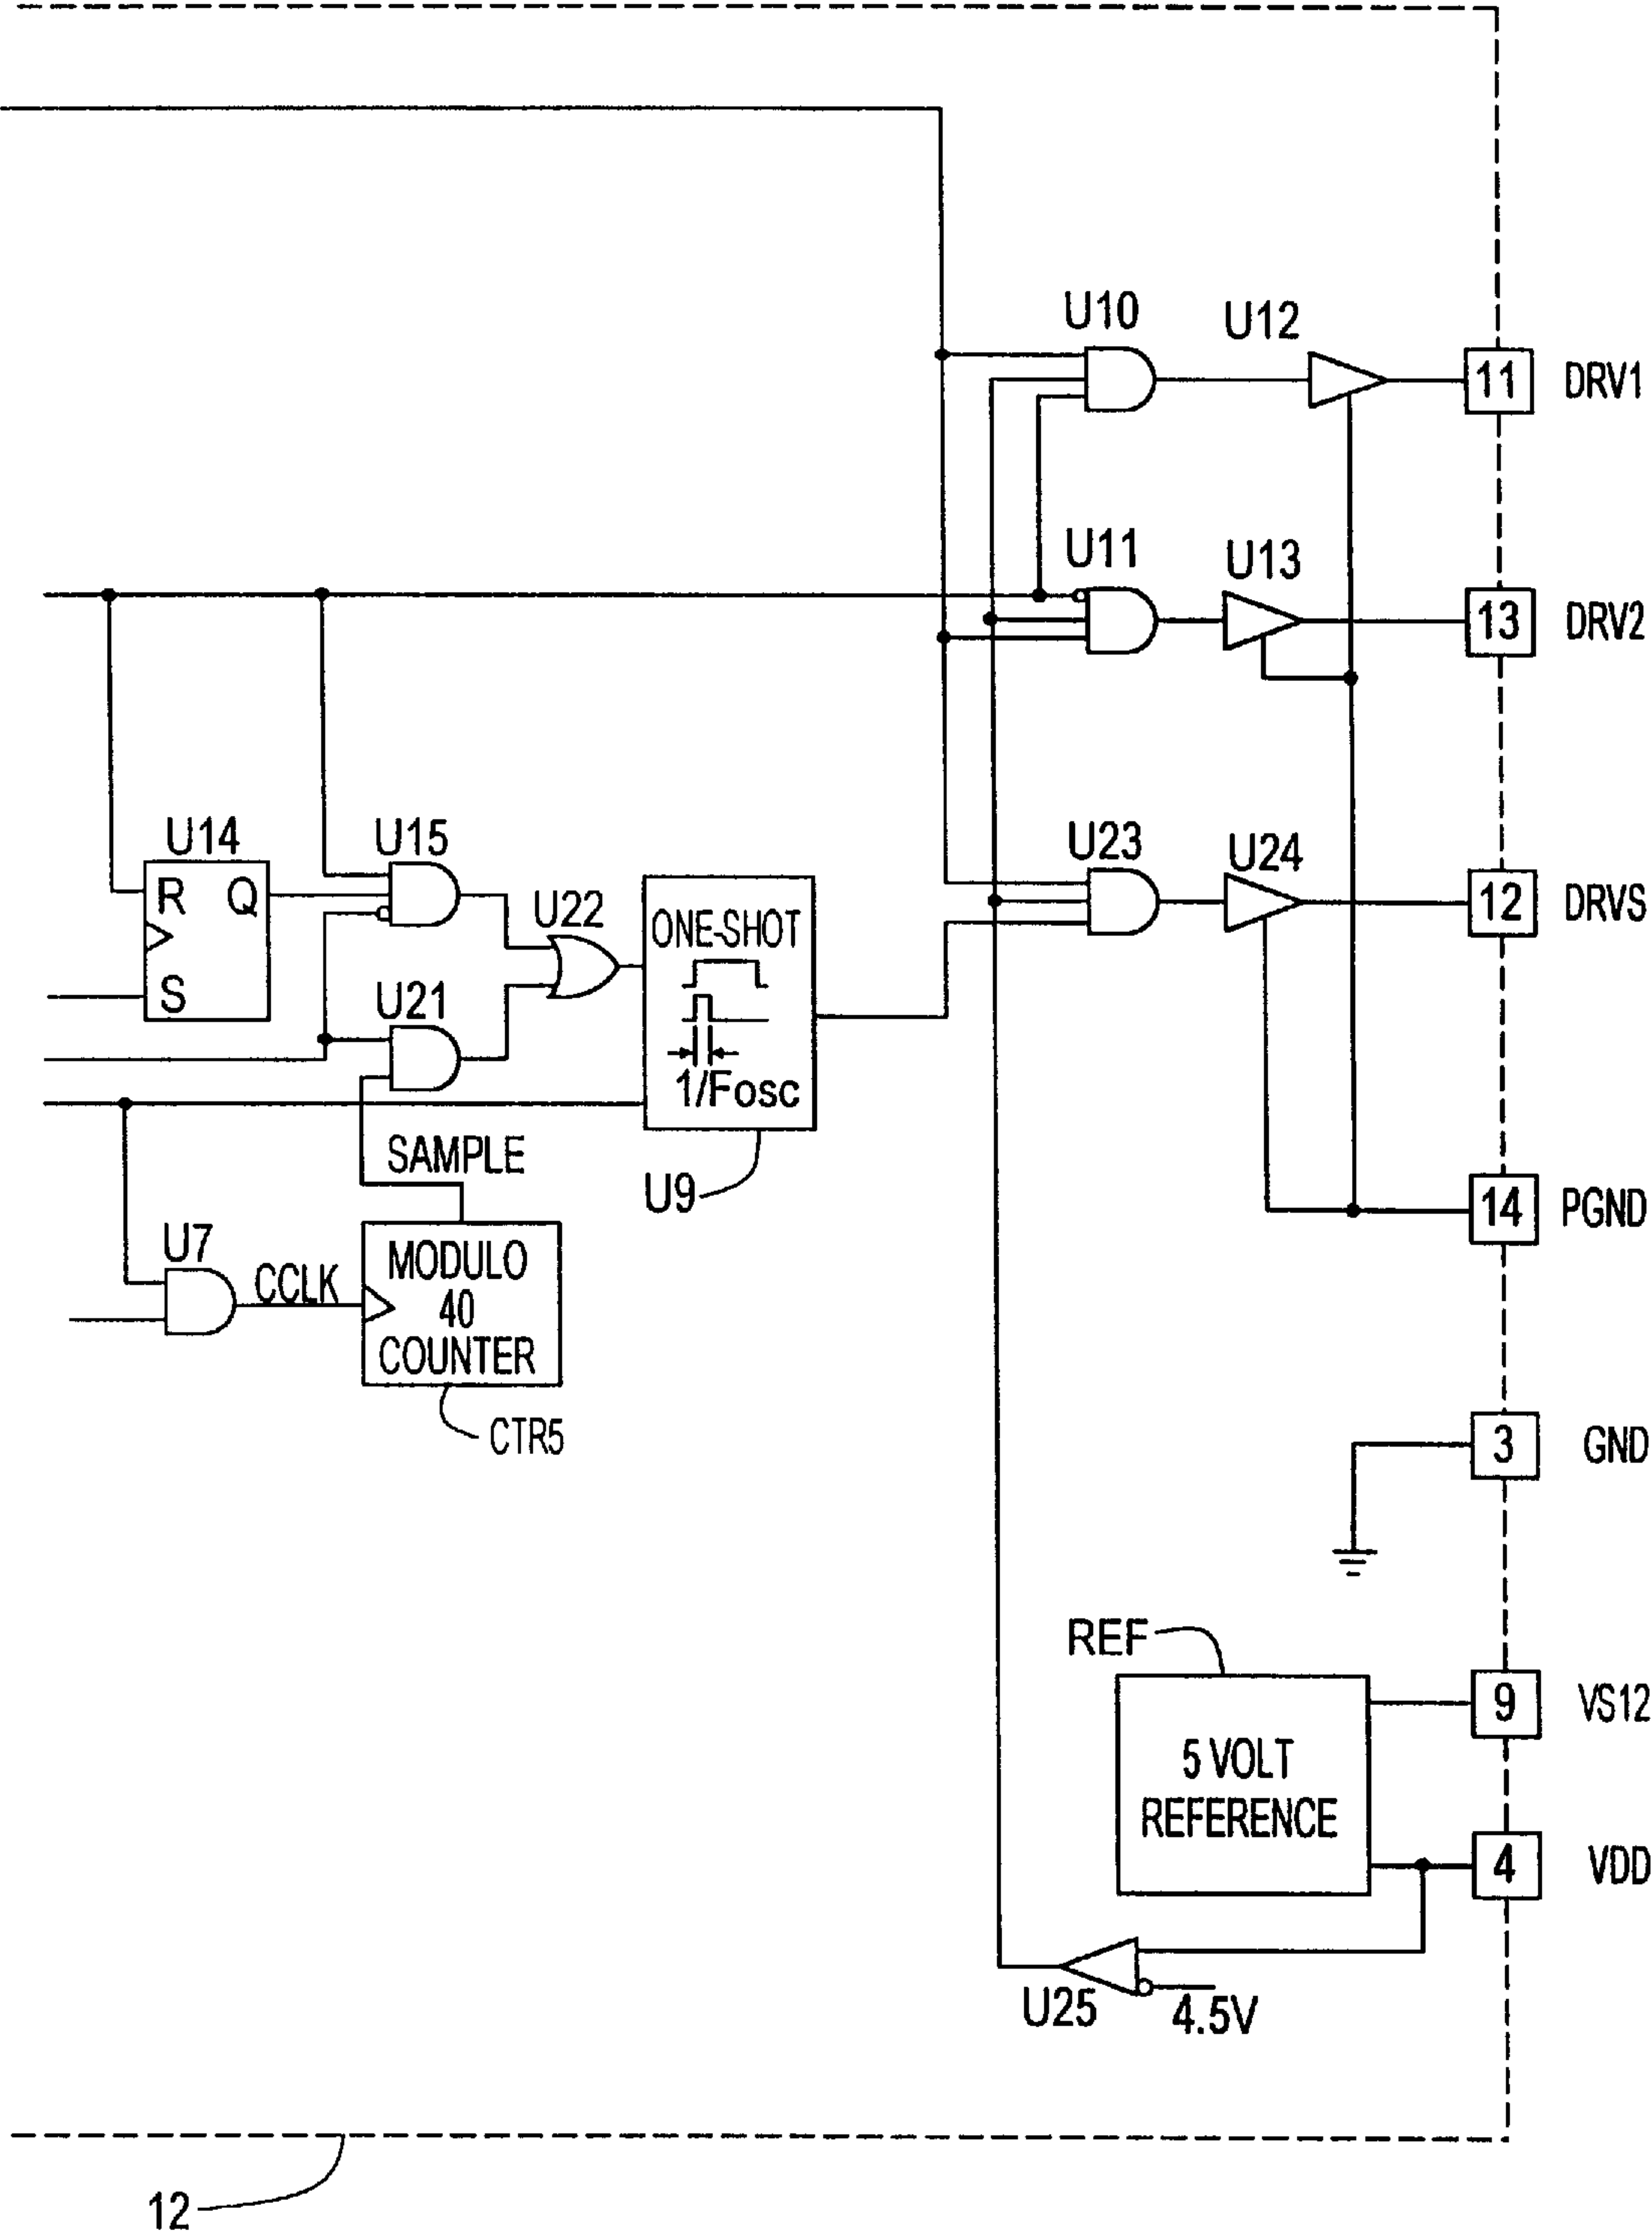 U10
U12
11
DRV1
U11
U13
13
DRV2
U14
U15
U23
U24
R
Q
U22
ONE-SHOT
12
DRVS
S
U21
1/Fosc
SAMPLE
U9
14
PGND
U7
CCLK
MODULO
40
COUNTER
CTR5
3
GND
REF
9
VS12
5 VOLT
REFERENCE
4
VDD
U25
4.5V
12